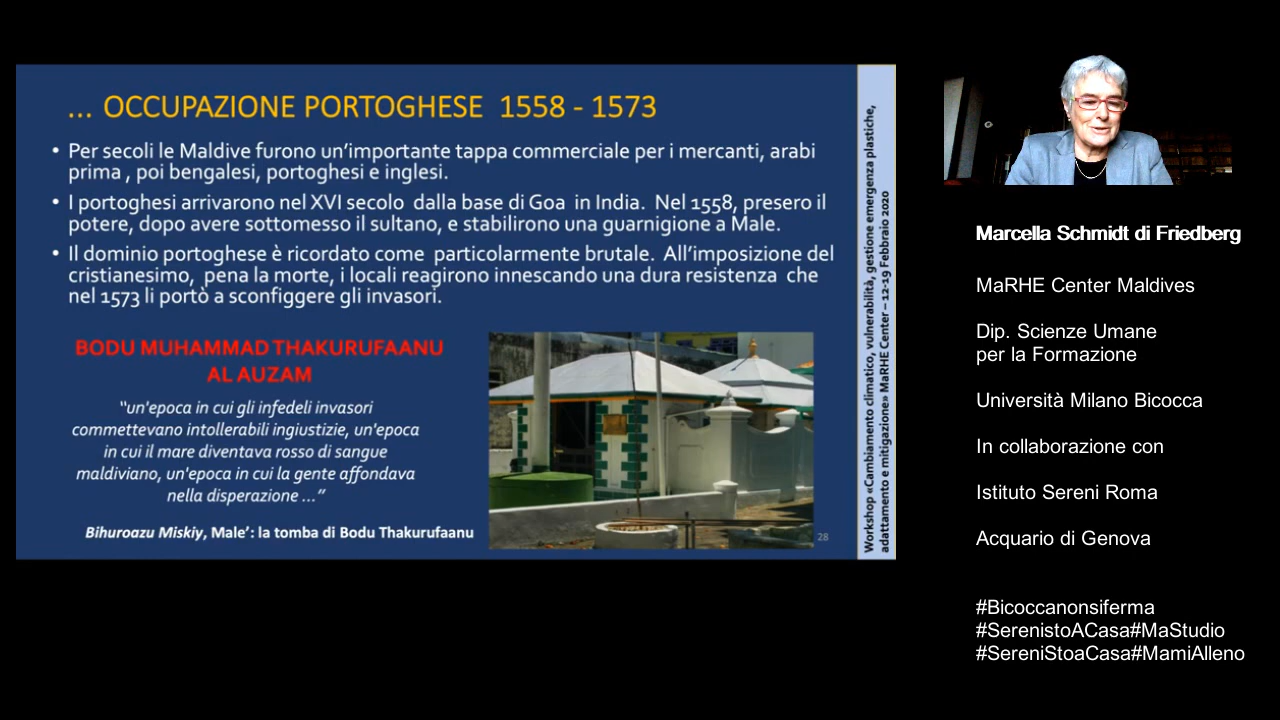 ... OCCUPAZIONE PORTOGHESE 1558 - 1573
• Per secoli le Maldive furono un'importante tappa commerciale per i mercanti, arabi
prima , poi bengalesi, portoghesi e inglesi.
• I portoghesi arrivarono nel XVI secolo dalla base di Goa in India. Nel 1558, presero il
potere, dopo avere sottomesso il sultano, e stabilirono una guarnigione a Male.
• Il dominio portoghese è ricordato come particolarmente brutale. All'imposizione del
cristianesimo, pena la morte, i locali reagirono innescando una dura resistenza che
nel 1573 li portò a sconfiggere gli invasori.
BODU MUHAMMAD THAKURUFAANU
AL AUZAM
"un'epoca in cui gli infedeli invasori
commettevano intollerabili ingiustizie, un'epoca
in cui il mare diventava rosso di sangue
maldiviano, un'epoca in cui la gente affondava
nella disperazione ..."
Bihuroazu Miskiy, Male': la tomba di Bodu Thakurufaanu
28
Workshop «Cambiamento climatico, vulnerabilità, gestione emergenza plastiche,
adattamento e mitigazione» MaRHE Center – 12-19 Febbraio 2020
Marcella Schmidt di Friedberg
MaRHE Center Maldives
Dip. Scienze Umane
per la Formazione
Università Milano Bicocca
In collaborazione con
Istituto Sereni Roma
Acquario di Genova
#Bicoccanonsiferma
#SerenistoACasa#MaStudio
#SereniStoaCasa#MamiAlleno